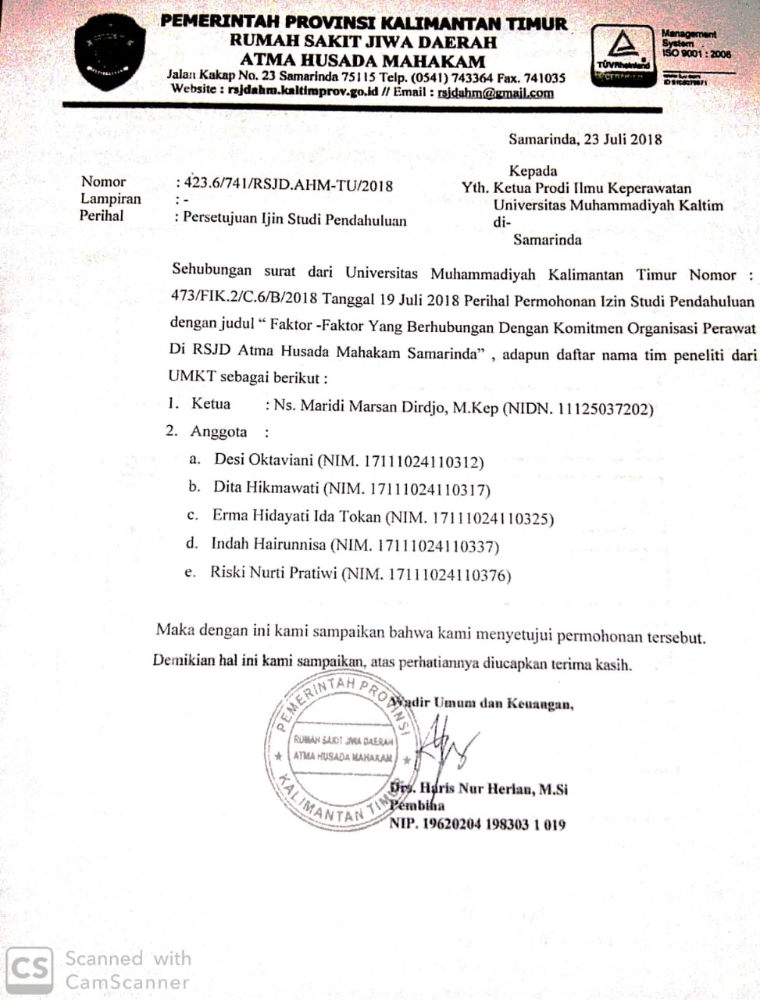 PEMERINTAH PROVINSI KALIMANTAN TIMUR
RUMAH SAKIT JIWA DAERAH
ATMA HUSADA MAHAKAM
Jalan Kakap No. 23 Samarinda 75115 Telp. (0541) 743364 Fax. 741035
Website : rsjdahm.kaltimprov.go.id // Email : rsjdahm@gmail.com
TÜVRheinland
CERTIFIED
Management
System
ISO 9001 : 2008
Samarinda, 23 Juli 2018
Kepada
Nomor : 423.6/741/RSJD.AHM-TU/2018
Lampiran : -
Perihal : Persetujuan Ijin Studi Pendahuluan
Yth. Ketua Prodi Ilmu Keperawatan
Universitas Muhammadiyah Kaltim
di-
Samarinda
Sehubungan surat dari Universitas Muhammadiyah Kalimantan Timur Nomor :
473/FIK.2/C.6/B/2018 Tanggal 19 Juli 2018 Perihal Permohonan Izin Studi Pendahuluan
dengan judul “ Faktor -Faktor Yang Berhubungan Dengan Komitmen Organisasi Perawat
Di RSJD Atma Husada Mahakam Samarinda” , adapun daftar nama tim peneliti dari
UMKT sebagai berikut :
1. Ketua : Ns. Maridi Marsan Dirdjo, M.Kep (NIDN. 11125037202)
2. Anggota :
a. Desi Oktaviani (NIM. 17111024110312)
b. Dita Hikmawati (NIM. 17111024110317)
c. Erma Hidayati Ida Tokan (NIM. 17111024110325)
d. Indah Hairunnisa (NIM. 17111024110337)
e. Riski Nurti Pratiwi (NIM. 17111024110376)
Maka dengan ini kami sampaikan bahwa kami menyetujui permohonan tersebut.
Demikian hal ini kami sampaikan, atas perhatiannya diucapkan terima kasih.
Wadir Umum dan Keuangan,
PEMERINTAH PROVINSI
RUMAH SAKIT JIWA DAERAH
ATMA HUSADA MAHAKAM
KALIMANTAN TIMUR
Drs. Haris Nur Herlan, M.Si
Pembina
NIP. 19620204 198303 1 019
CS
Scanned with
CamScanner